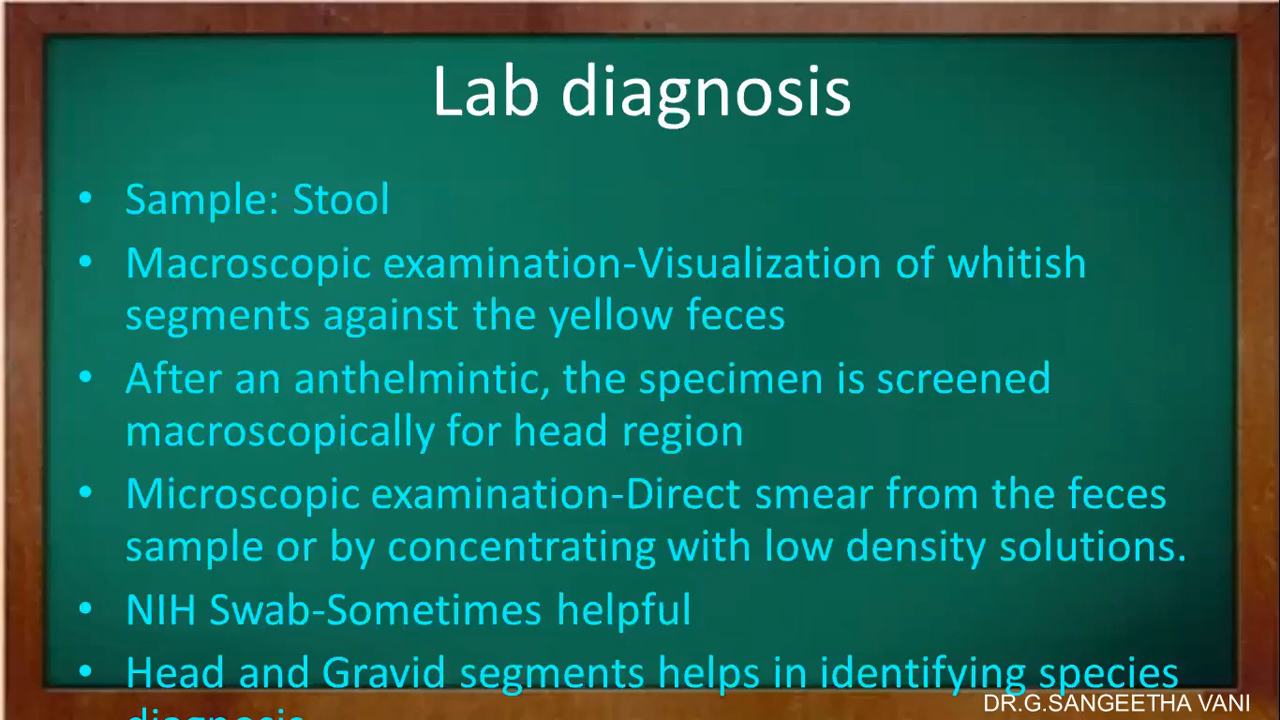 Lab diagnosis
• Sample: Stool
• Macroscopic examination-Visualization of whitish
segments against the yellow feces
• After an anthelmintic, the specimen is screened
macroscopically for head region
• Microscopic examination-Direct smear from the feces
sample or by concentrating with low density solutions.
• NIH Swab-Sometimes helpful
• Head and Gravid segments helps in identifying species
diagnosis
DR.G.SANGEETHA VANI